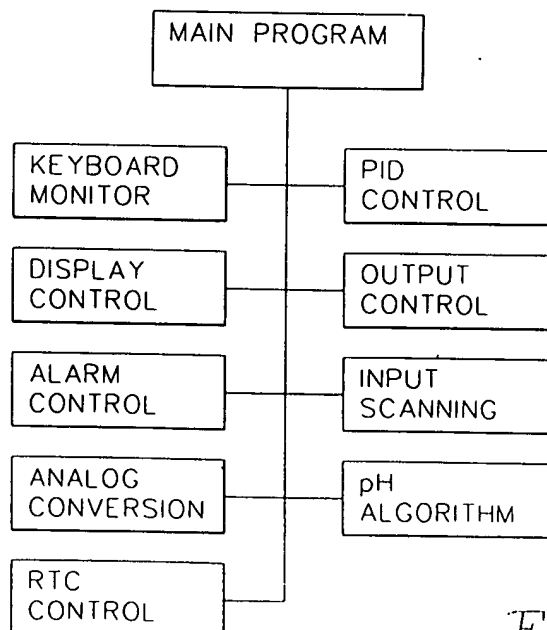 MAIN PROGRAM
KEYBOARD
MONITOR
PID
CONTROL
DISPLAY
CONTROL
OUTPUT
CONTROL
ALARM
CONTROL
INPUT
SCANNING
ANALOG
CONVERSION
pH
ALGORITHM
RTC
CONTROL